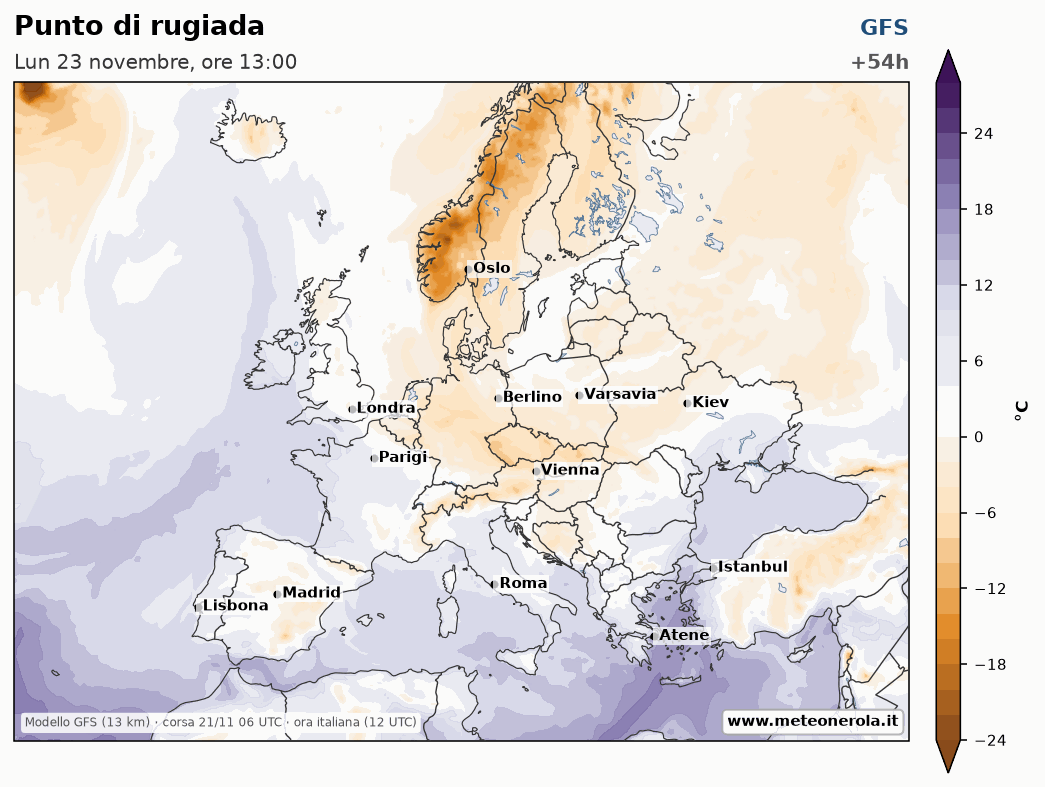 Punto di rugiada
GFS
Lun 23 novembre, ore 13:00
+54h
24
18
12
6
0
−6
−12
−18
−24
°C
Oslo
Londra
Berlino
Varsavia
Kiev
Parigi
Vienna
Istanbul
Roma
Madrid
Lisbona
Atene
Modello GFS (13 km) · corsa 21/11 06 UTC · ora italiana (12 UTC)
www.meteonerola.it